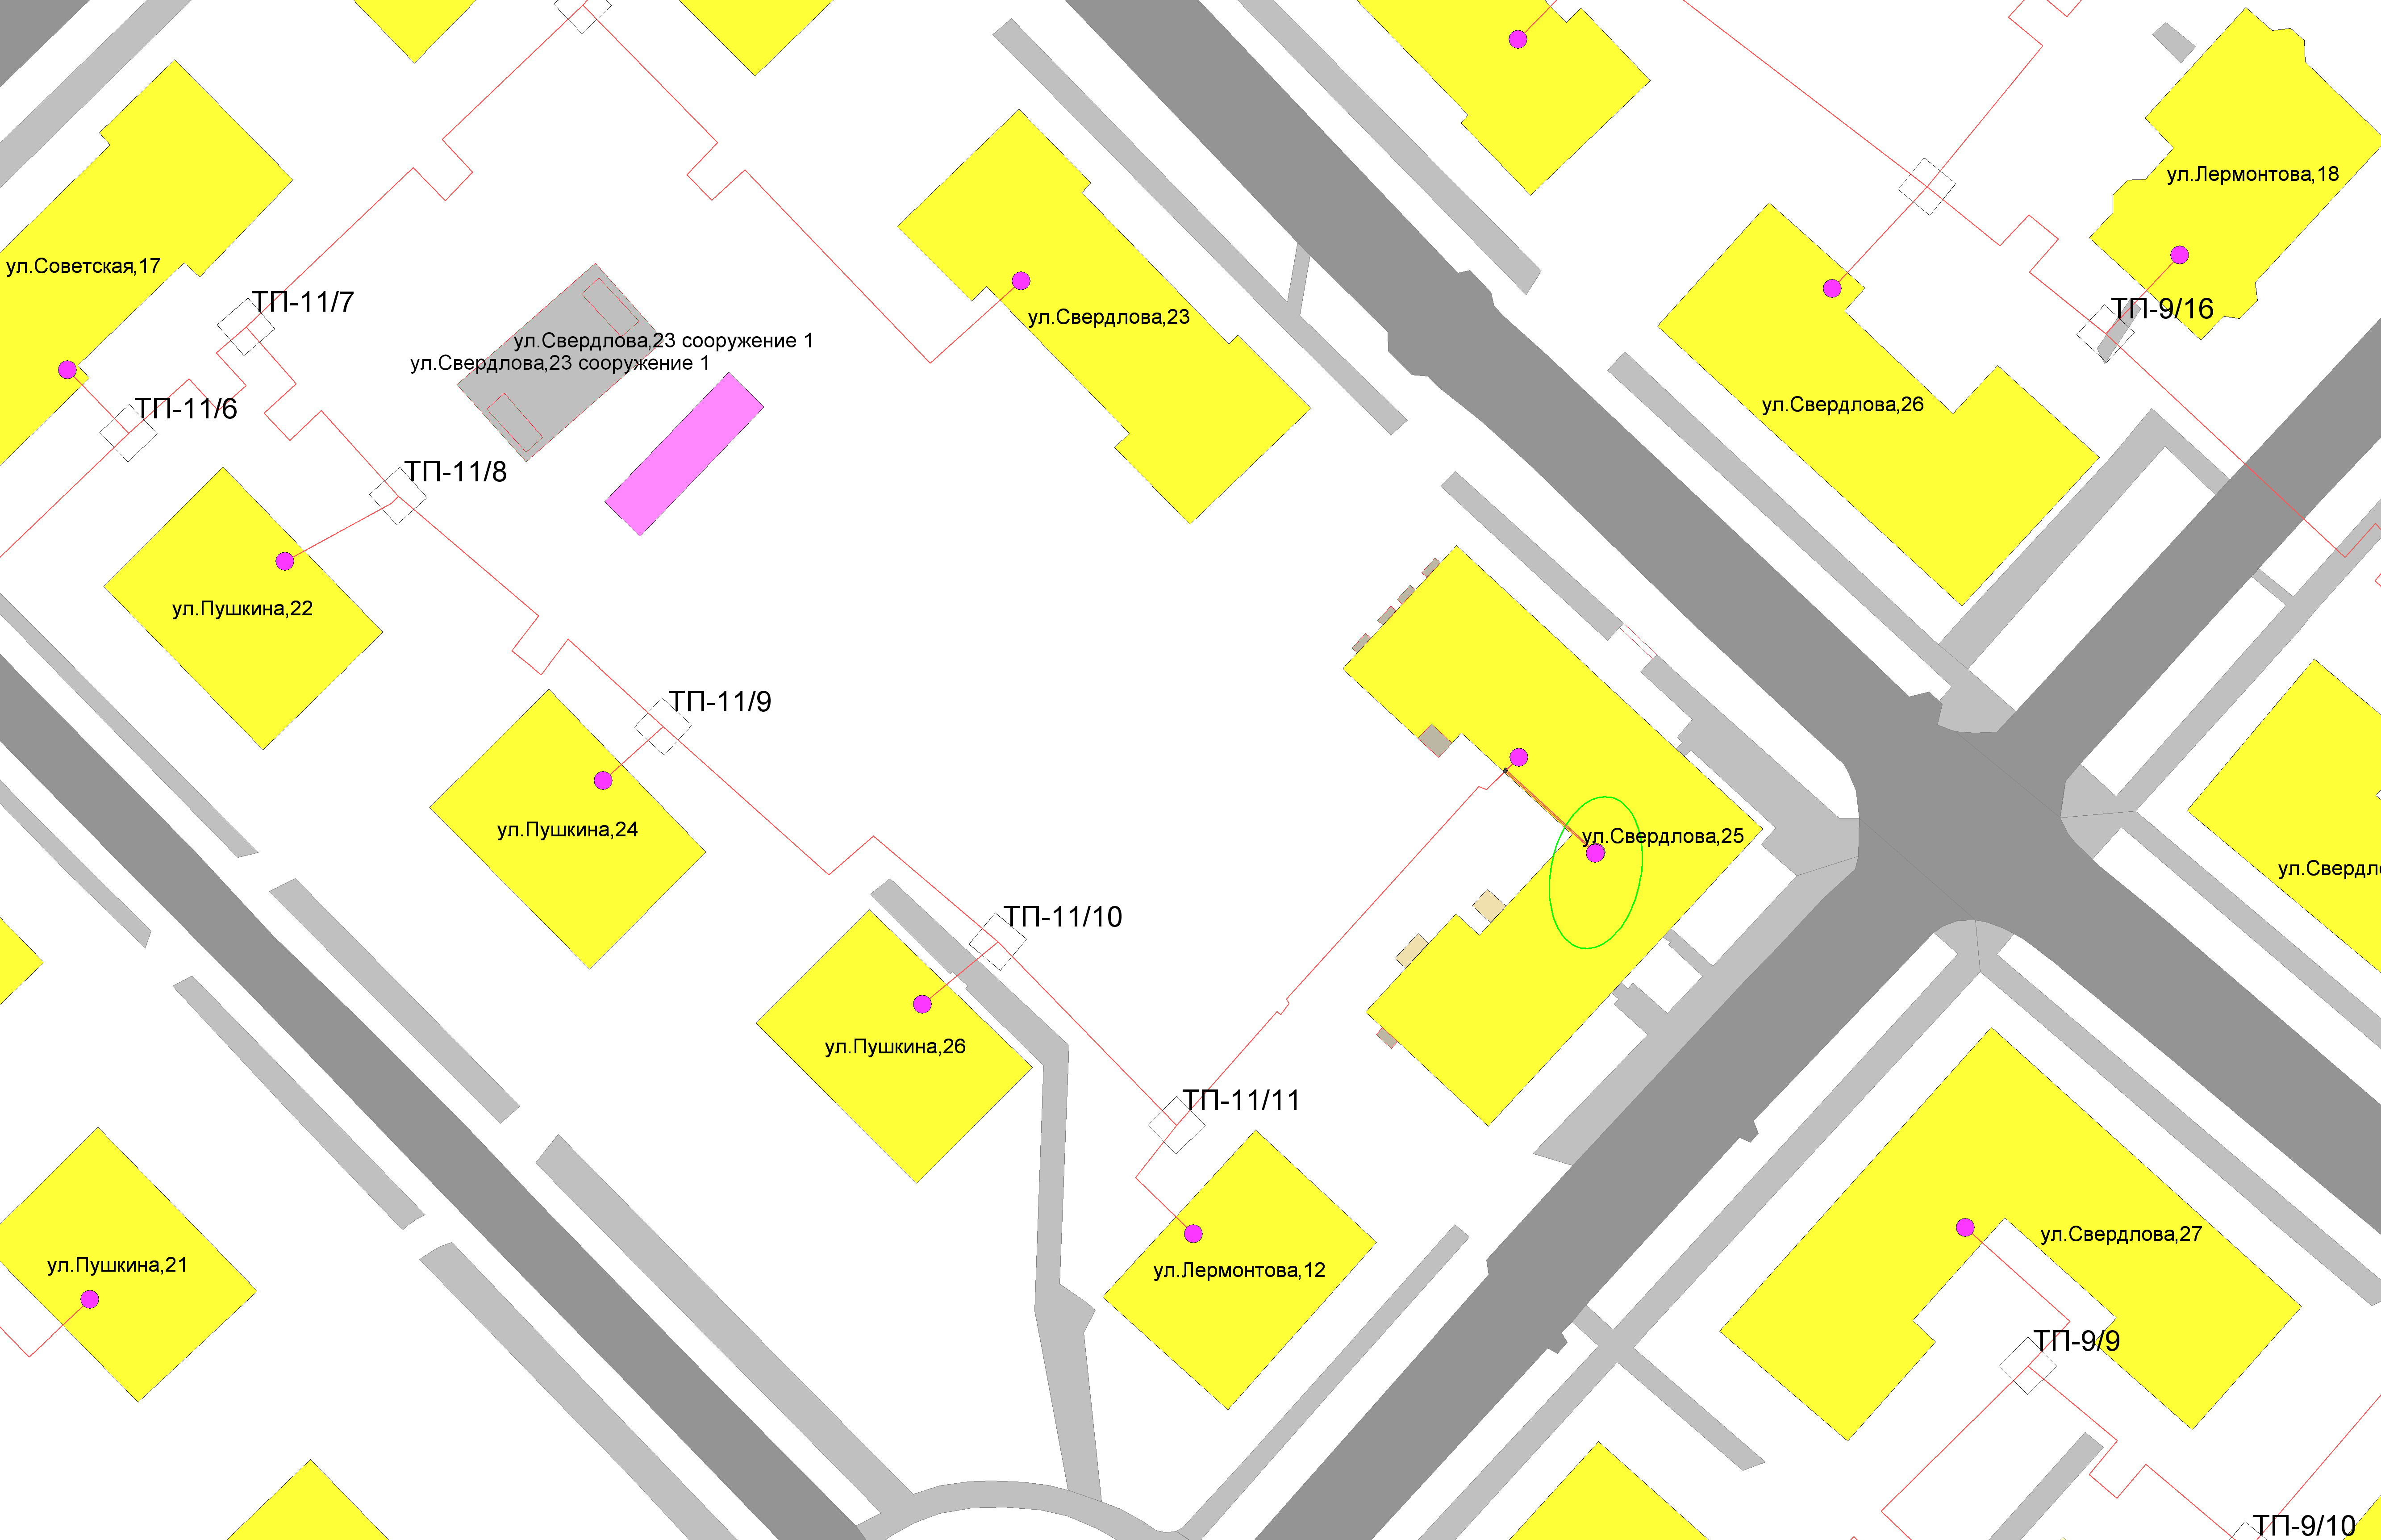 ул.Лермонтова,18
ул.Советская,17
ТП-11/7
ТП-9/16
ул.Свердлова,23
ул.Свердлова,23 сооружение 1
ул.Свердлова,23 сооружение 1
ТП-11/6
ул.Свердлова,26
ТП-11/8
ул.Пушкина,22
ТП-11/9
ул.Пушкина,24
ул.Свердлова,25
ул.Свердл
ТП-11/10
ул.Пушкина,26
ТП-11/11
ул.Свердлова,27
ул.Пушкина,21
ул.Лермонтова,12
ТП-9/9
ТП-9/10